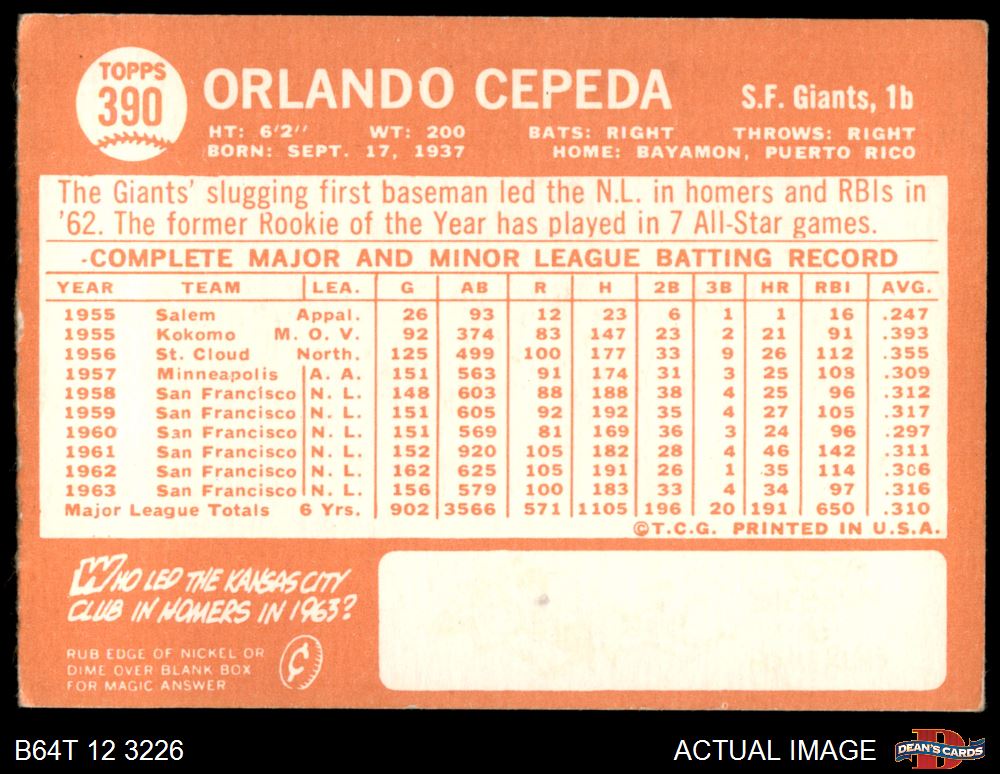 TOPPS
390
ORLANDO CEPEDA
S.F. Giants, 1b
HT: 6'2" WT: 200 BATS: RIGHT THROWS: RIGHT
BORN: SEPT. 17, 1937 HOME: BAYAMON, PUERTO RICO
The Giants' slugging first baseman led the N.L. in homers and RBIs in
'62. The former Rookie of the Year has played in 7 All-Star games.
COMPLETE MAJOR AND MINOR LEAGUE BATTING RECORD
YEAR TEAM LEA. G AB R H 2B 3B HR RBI AVG.
1955 Salem Appal. 26 93 12 23 6 1 1 16 .247
1955 Kokomo M. O. V. 92 374 83 147 23 2 21 91 .393
1956 St. Cloud North. 125 499 100 177 33 9 26 112 .355
1957 Minneapolis A. A. 151 563 91 174 31 3 25 108 .309
1958 San Francisco N. L. 148 603 88 188 38 4 25 96 .312
1959 San Francisco N. L. 151 605 92 192 35 4 27 105 .317
1960 San Francisco N. L. 151 569 81 169 36 3 24 96 .297
1961 San Francisco N. L. 152 920 105 182 28 4 46 142 .311
1962 San Francisco N. L. 162 625 105 191 26 1 35 114 .306
1963 San Francisco N. L. 156 579 100 183 33 4 34 97 .316
Major League Totals 6 Yrs. 902 3566 571 1105 196 20 191 650 .310
©T.C.G. PRINTED IN U.S.A.
WHO LED THE KANSAS CITY
CLUB IN HOMERS IN 1963?
RUB EDGE OF NICKEL OR
DIME OVER BLANK BOX
FOR MAGIC ANSWER
B64T 12 3226 ACTUAL IMAGE
DEAN'S CARDS